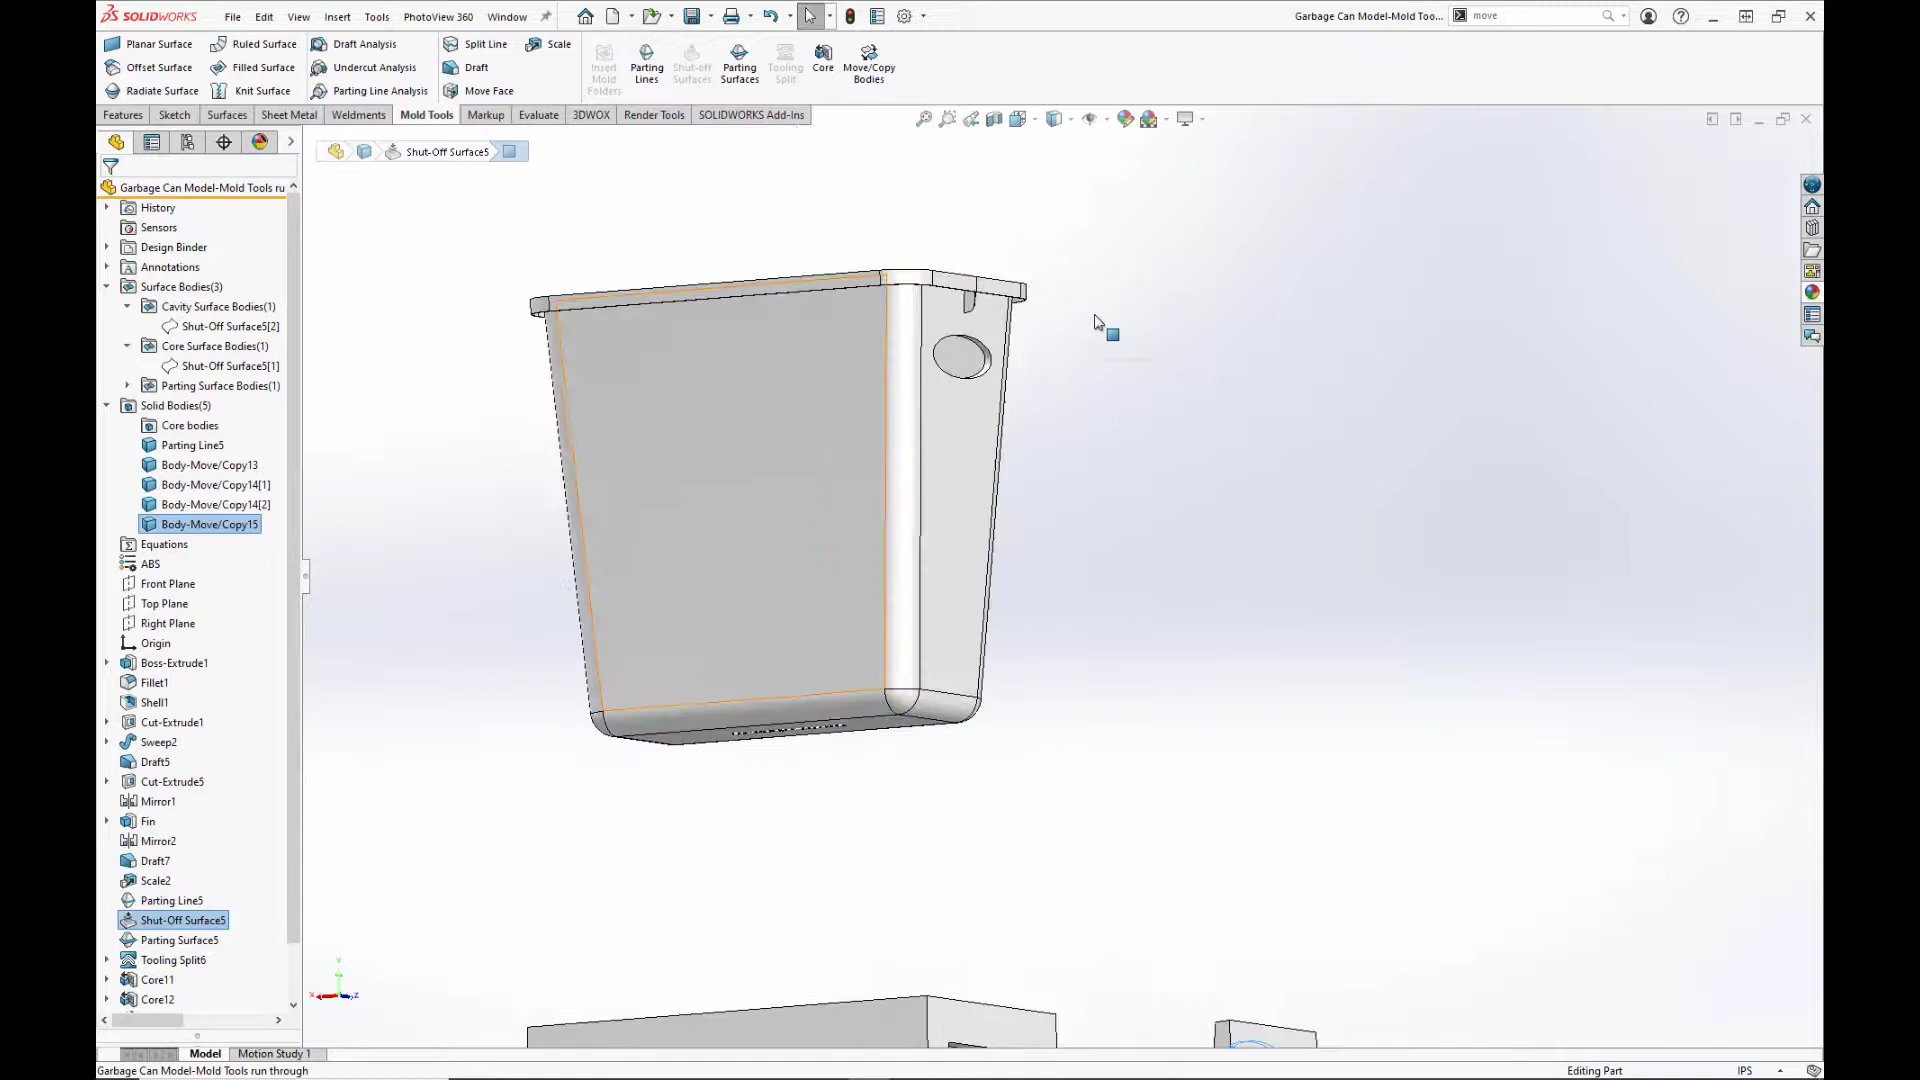 SOLIDWORKS File Edit View Insert Tools PhotoView 360 Window Garbage Can Model-Mold Too... move
Planar Surface Ruled Surface Draft Analysis Split Line Scale
Offset Surface Filled Surface Undercut Analysis Draft
Radiate Surface Knit Surface Parting Line Analysis Move Face
Insert Mold Folders
Parting Lines
Shut-off Surfaces
Parting Surfaces
Tooling Split
Core
Move/Copy Bodies
Features Sketch Surfaces Sheet Metal Weldments Mold Tools Markup Evaluate 3DWOX Render Tools SOLIDWORKS Add-Ins
Shut-Off Surface5
Garbage Can Model-Mold Tools ru
History
Sensors
Design Binder
Annotations
Surface Bodies(3)
Cavity Surface Bodies(1)
Shut-Off Surface5[2]
Core Surface Bodies(1)
Shut-Off Surface5[1]
Parting Surface Bodies(1)
Solid Bodies(5)
Core bodies
Parting Line5
Body-Move/Copy13
Body-Move/Copy14[1]
Body-Move/Copy14[2]
Body-Move/Copy15
Equations
ABS
Front Plane
Top Plane
Right Plane
Origin
Boss-Extrude1
Fillet1
Shell1
Cut-Extrude1
Sweep2
Draft5
Cut-Extrude5
Mirror1
Fin
Mirror2
Draft7
Scale2
Parting Line5
Shut-Off Surface5
Parting Surface5
Tooling Split6
Core11
Core12
Y
X Z
Model Motion Study 1
Garbage Can Model-Mold Tools run through Editing Part IPS